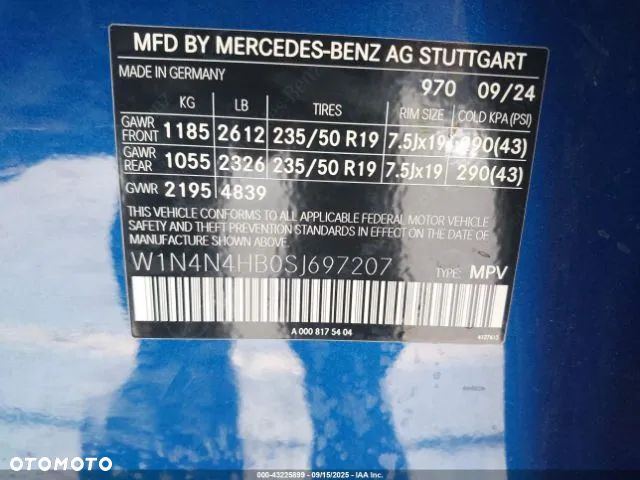 MFD BY MERCEDES-BENZ AG STUTTGART
MADE IN GERMANY 970 09/24
KG LB TIRES RIM SIZE COLD KPA (PSI)
GAWR FRONT 1185 2612 235/50 R19 7.5Jx19 290(43)
GAWR REAR 1055 2326 235/50 R19 7.5Jx19 290(43)
GVWR 2195 4839
THIS VEHICLE CONFORMS TO ALL APPLICABLE FEDERAL MOTOR VEHICLE
SAFETY AND THEFT PREVENTION STANDARDS IN EFFECT ON THE DATE OF
MANUFACTURE SHOWN ABOVE.
W1N4N4HB0SJ697207 TYPE: MPV
A 000 817 54 04
OTOMOTO
000-43225899 - 09/15/2025 - IAA Inc.